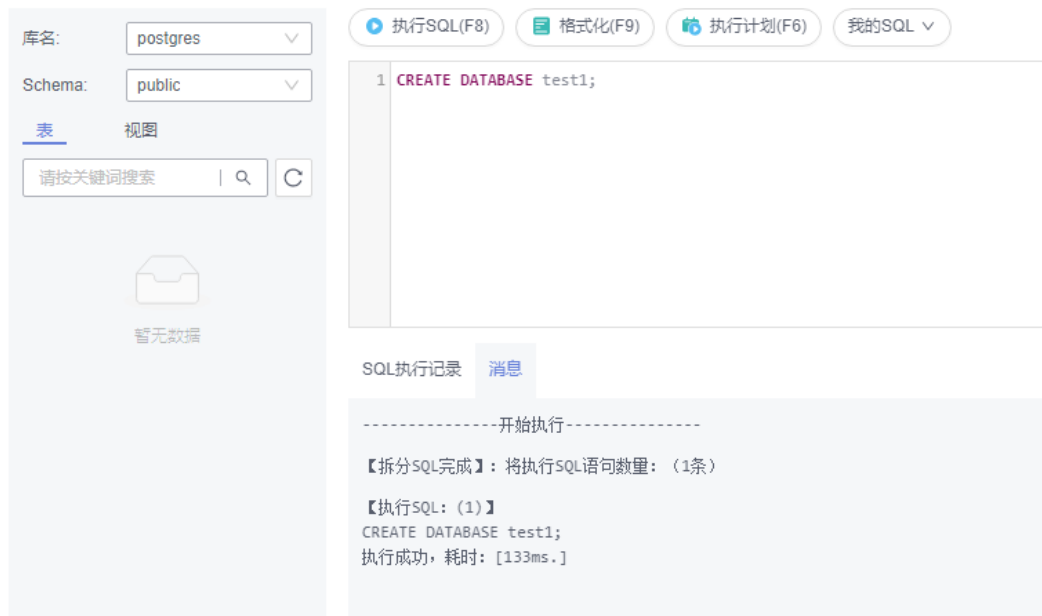 库名: postgres
Schema: public
表 视图
请按关键词搜索
暂无数据
执行SQL(F8) 格式化(F9) 执行计划(F6) 我的SQL
1 CREATE DATABASE test1;
SQL执行记录 消息
---------------开始执行---------------
【拆分SQL完成】: 将执行SQL语句数量: (1条)
【执行SQL: (1)】
CREATE DATABASE test1;
执行成功, 耗时: [133ms.]